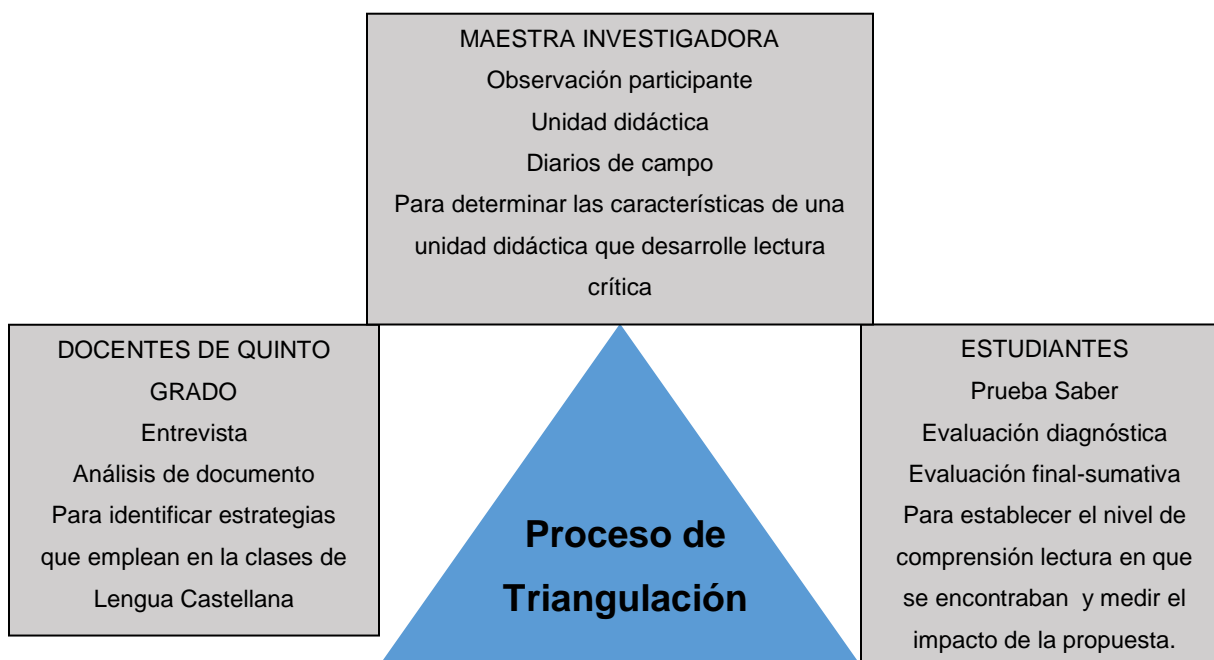 MAESTRA INVESTIGADORA
Observación participante
Unidad didáctica
Diarios de campo
Para determinar las características de una
unidad didáctica que desarrolle lectura
crítica
DOCENTES DE QUINTO
GRADO
Entrevista
Análisis de documento
Para identificar estrategias
que emplean en la clases de
Lengua Castellana
Proceso de
Triangulación
ESTUDIANTES
Prueba Saber
Evaluación diagnóstica
Evaluación final-sumativa
Para establecer el nivel de
comprensión lectura en que
se encontraban y medir el
impacto de la propuesta.